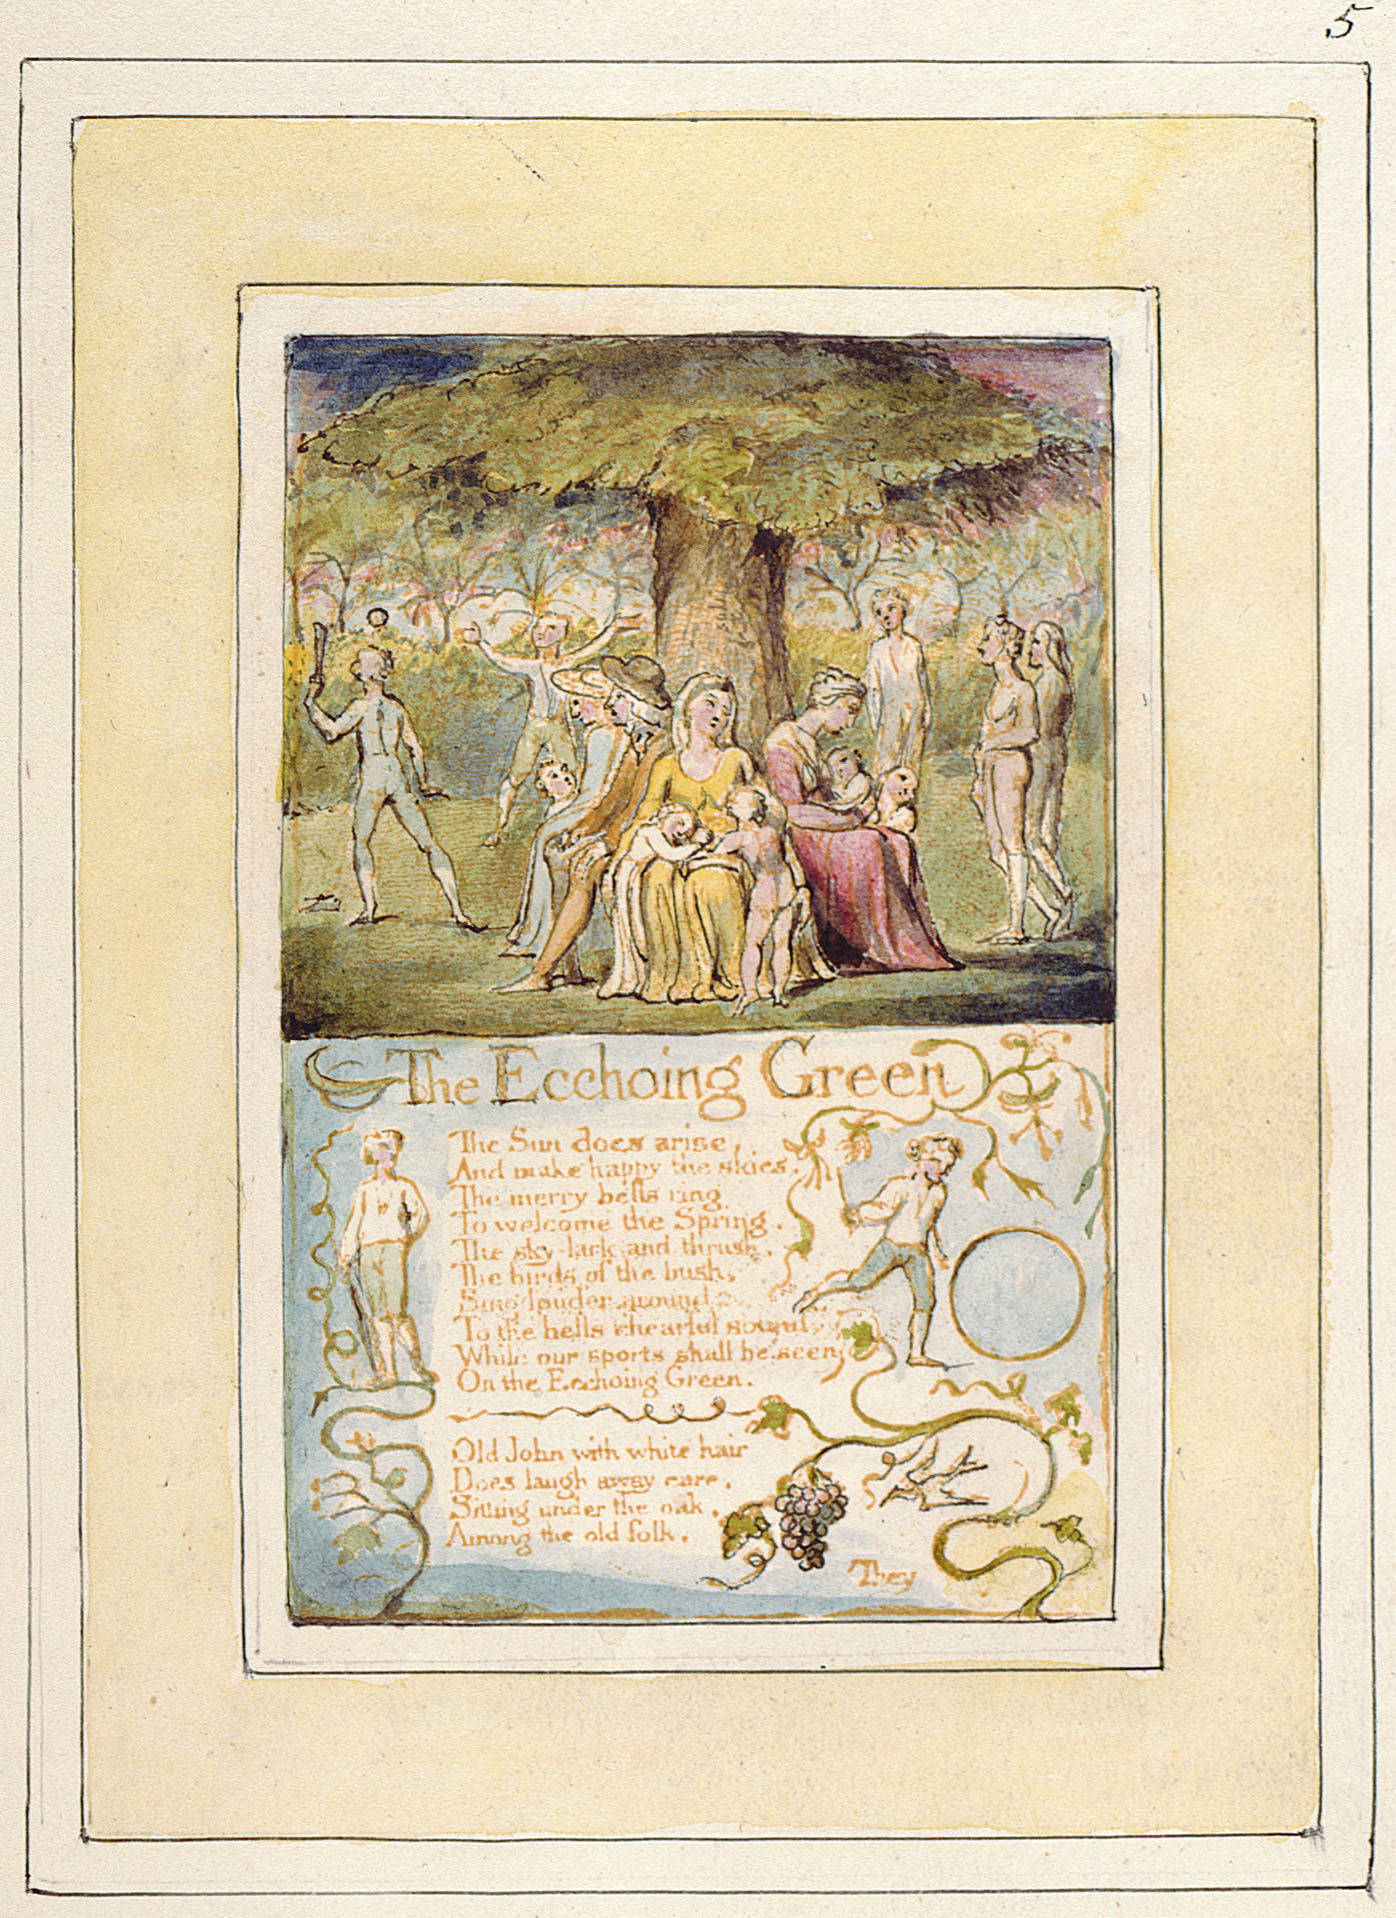 5
The Ecchoing Green
The Sun does arise,
And make happy the skies.
The merry bells ring
To welcome the Spring.
The sky-lark and thrush,
The birds of the bush,
Sing louder around,
To the bells chearful sound,
While our sports shall be seen
On the Ecchoing Green.
Old John with white hair
Does laugh away care,
Sitting under the oak,
Among the old folk.
They